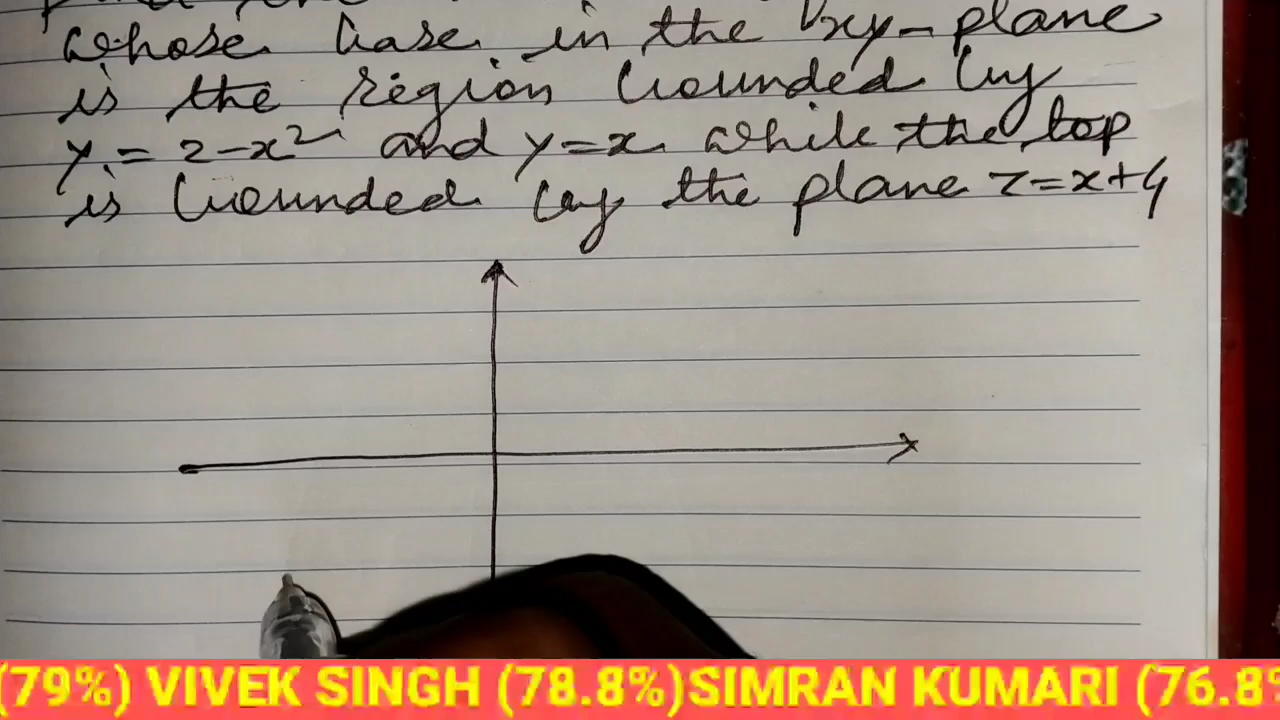 whose base in the xy-plane
is the region bounded by
y = 2-x² and y=x while the top
is bounded by the plane z=x+4
(79%) VIVEK SINGH (78.8%)SIMRAN KUMARI (76.8%